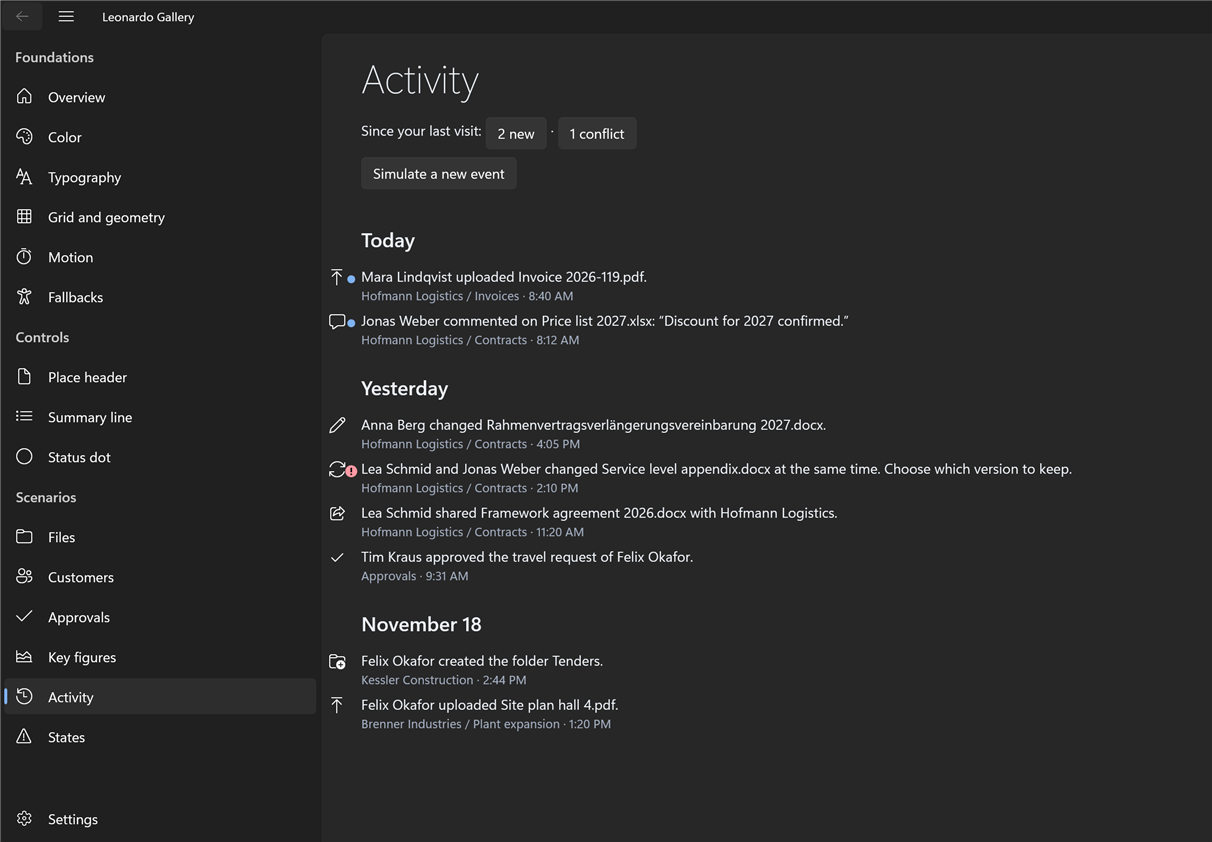 Leonardo Gallery
Foundations
Overview
Color
Typography
Grid and geometry
Motion
Fallbacks
Controls
Place header
Summary line
Status dot
Scenarios
Files
Customers
Approvals
Key figures
Activity
States
Settings
Activity
Since your last visit: 2 new · 1 conflict
Simulate a new event
Today
Mara Lindqvist uploaded Invoice 2026-119.pdf.
Hofmann Logistics / Invoices · 8:40 AM
Jonas Weber commented on Price list 2027.xlsx: “Discount for 2027 confirmed.”
Hofmann Logistics / Contracts · 8:12 AM
Yesterday
Anna Berg changed Rahmenvertragsverlängerungsvereinbarung 2027.docx.
Hofmann Logistics / Contracts · 4:05 PM
Lea Schmid and Jonas Weber changed Service level appendix.docx at the same time. Choose which version to keep.
Hofmann Logistics / Contracts · 2:10 PM
Lea Schmid shared Framework agreement 2026.docx with Hofmann Logistics.
Hofmann Logistics / Contracts · 11:20 AM
Tim Kraus approved the travel request of Felix Okafor.
Approvals · 9:31 AM
November 18
Felix Okafor created the folder Tenders.
Kessler Construction · 2:44 PM
Felix Okafor uploaded Site plan hall 4.pdf.
Brenner Industries / Plant expansion · 1:20 PM